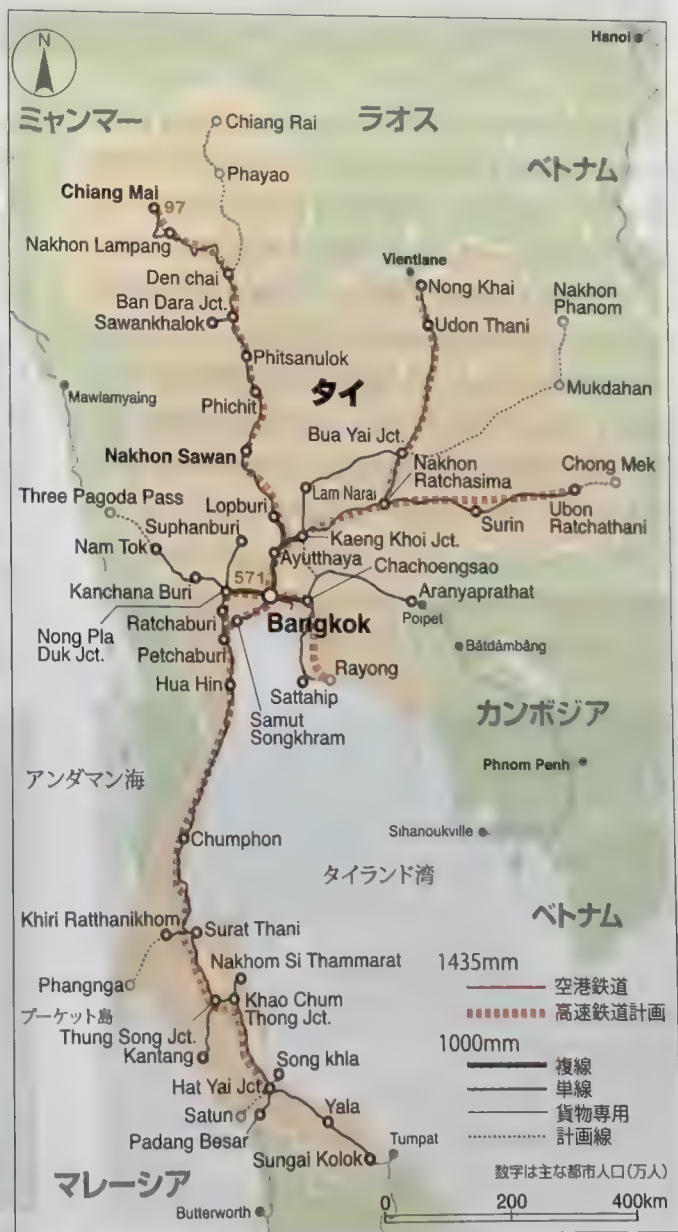 N
Hanoi
ミャンマー
ラオス
Chiang Rai
ベトナム
Phayao
Chiang Mai
97
Nakhon Lampang
Vientiane
Den chai
Nong Khai
Nakhon
Phanom
Ban Dara Jct.
Sawankhalok
Udon Thani
Phitsanulok
タイ
Mukdahan
Mawlamyaing
Phichit
Bua Yai Jct.
Nakhon Sawan
Nakhon
Ratchasima
Chong Mek
Three Pagoda Pass
Lopburi
Lam Narai
Suphanburi
Surin
Ubon
Ratchathani
Nam Tok
Kaeng Khoi Jct.
Ayutthaya
Chachoengsao
571
Kanchana Buri
Aranyaprathat
Nong Pla
Duk Jct.
Ratchaburi
Bangkok
Poipet
Petchaburi
Bătdâmbâng
Rayong
Hua Hin
Sattahip
カンボジア
Samut
Songkhram
Phnom Penh
アンダマン海
Chumphon
Sihanoukville
タイランド湾
ベトナム
Khiri Ratthanikhom
Surat Thani
Nakhom Si Thammarat
Phangnga
プーケット島
Khao Chum
Thong Jct.
Thung Song Jct.
Kantang
Song khla
Hat Yai Jct.
Satun
Yala
Padang Besar
Sungai Kolok
Tumpat
マレーシア
Butterworth
1435mm
空港鉄道
高速鉄道計画
1000mm
複線
単線
貨物専用
計画線
数字は主な都市人口(万人)
0 200 400km